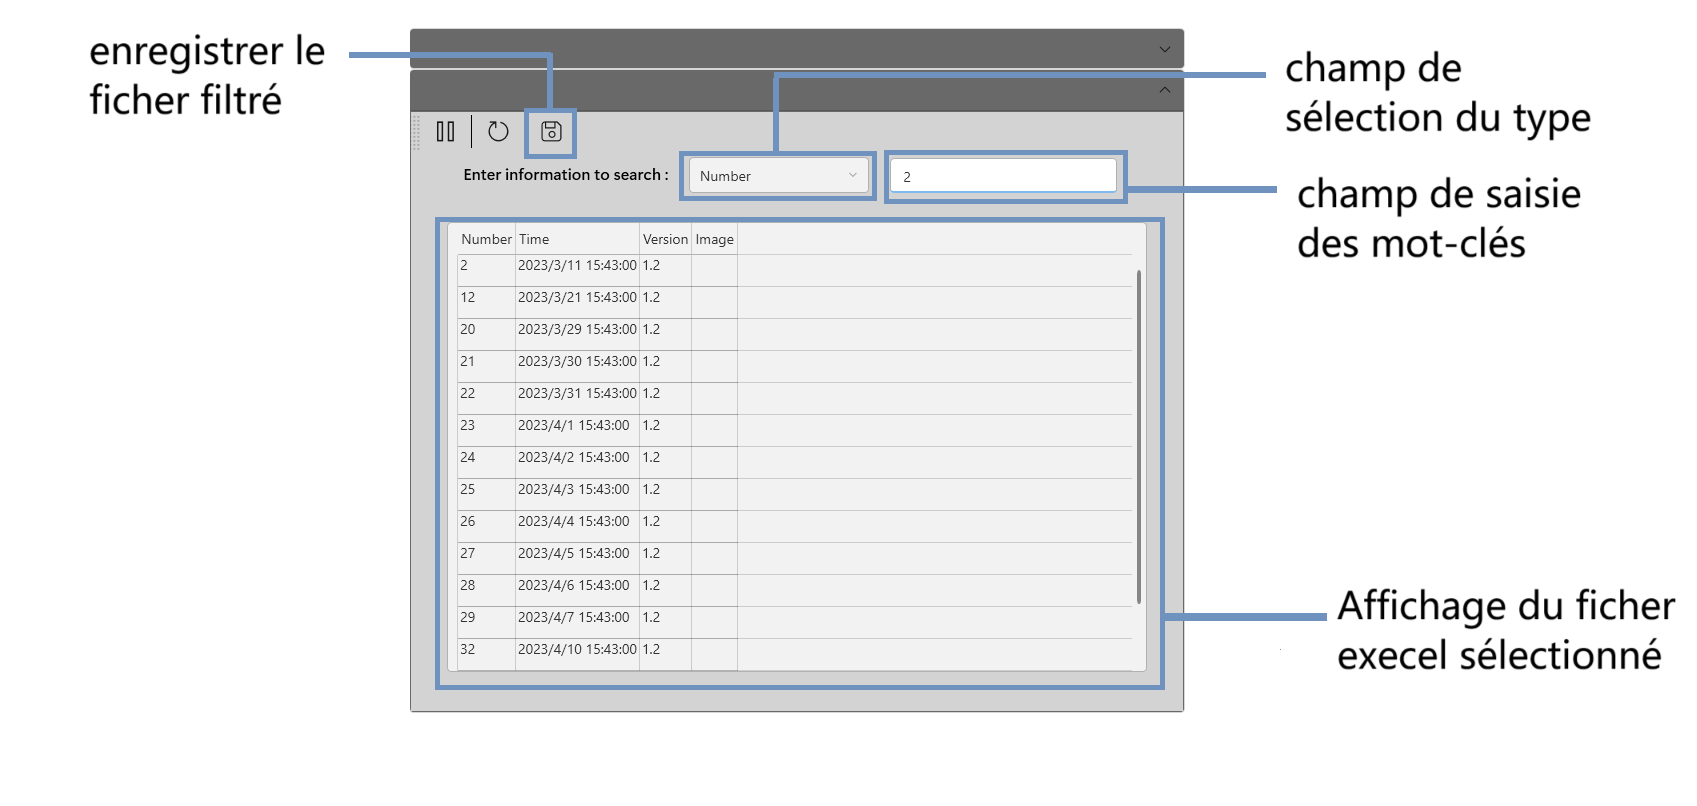 enregistrer le
ficher filtré
champ de
sélection du type
Enter information to search :
Number
2
champ de saisie
des mot-clés
Number Time Version Image
2 2023/3/11 15:43:00 1.2
12 2023/3/21 15:43:00 1.2
20 2023/3/29 15:43:00 1.2
21 2023/3/30 15:43:00 1.2
22 2023/3/31 15:43:00 1.2
23 2023/4/1 15:43:00 1.2
24 2023/4/2 15:43:00 1.2
25 2023/4/3 15:43:00 1.2
26 2023/4/4 15:43:00 1.2
27 2023/4/5 15:43:00 1.2
28 2023/4/6 15:43:00 1.2
29 2023/4/7 15:43:00 1.2
32 2023/4/10 15:43:00 1.2
Affichage du ficher
execel sélectionné